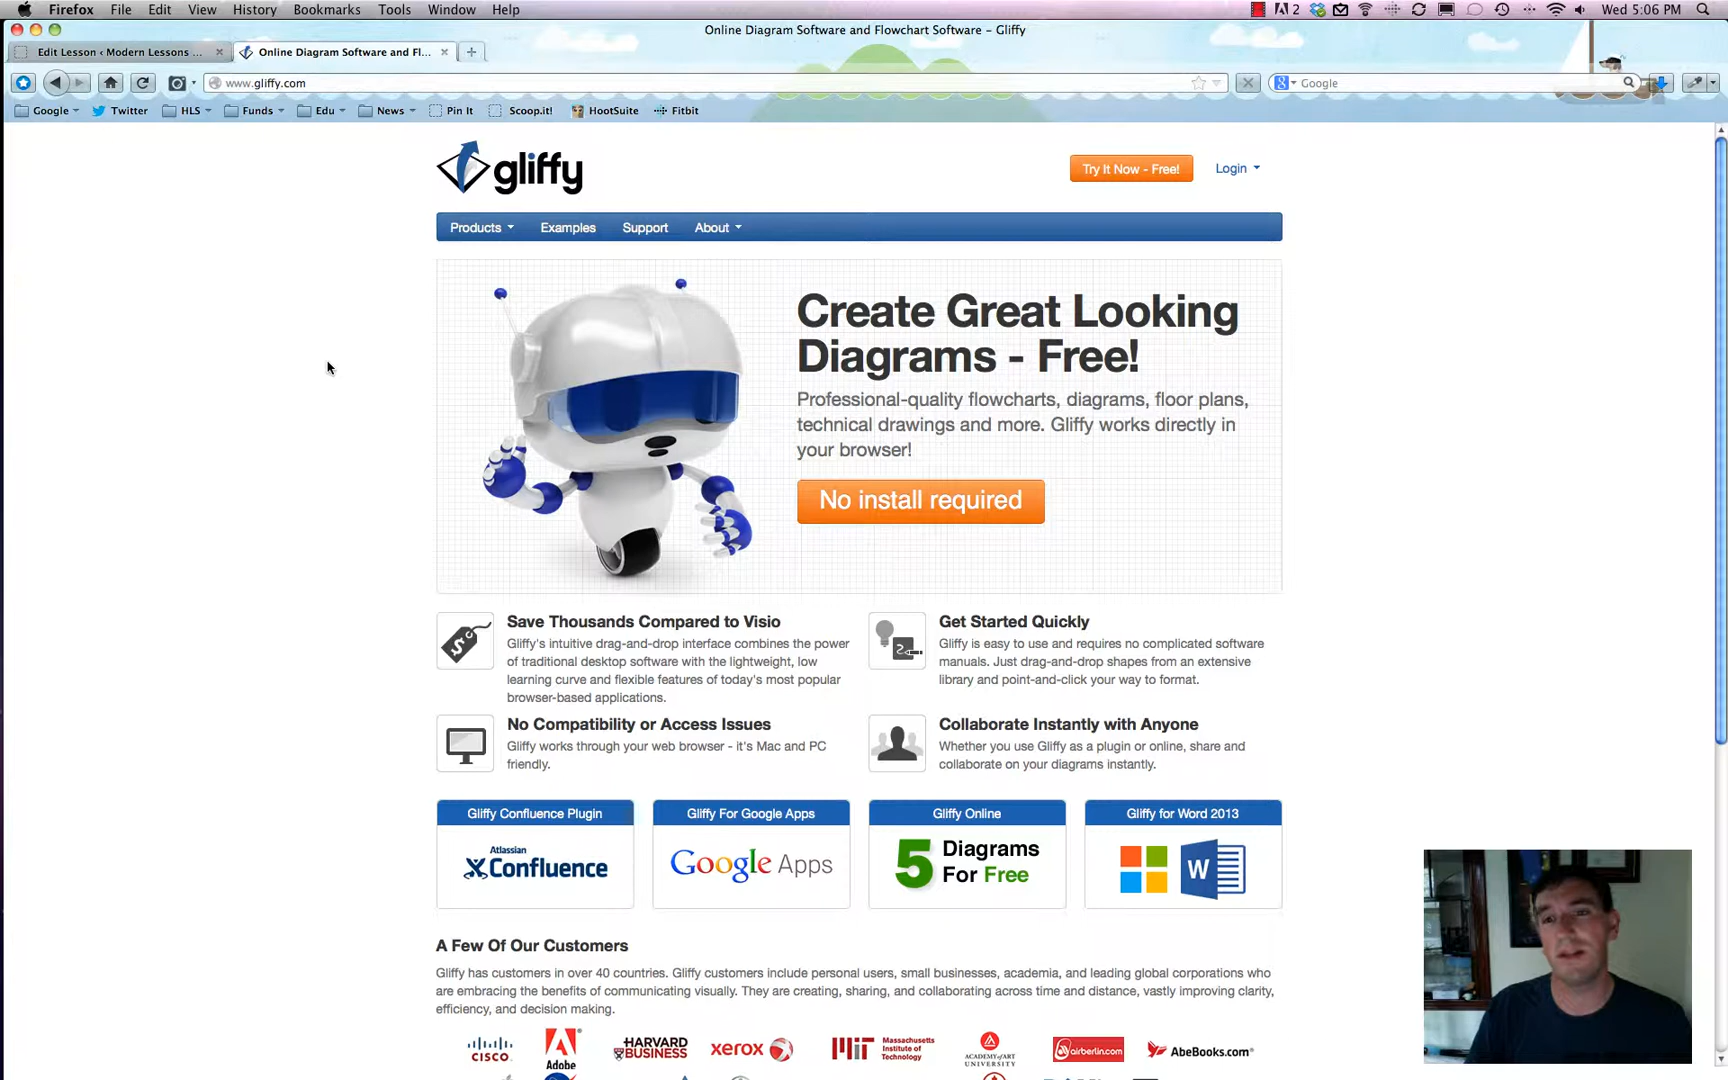 Firefox File Edit View History Bookmarks Tools Window Help
2 Wed 5:06 PM
Online Diagram Software and Flowchart Software – Gliffy
Edit Lesson ‹ Modern Lessons ...
Online Diagram Software and Fl...
www.gliffy.com
Google
Google Twitter HLS Funds Edu News Pin It Scoop.it! HootSuite Fitbit
gliffy
Try It Now - Free!
Login
Products Examples Support About
Create Great Looking
Diagrams - Free!
Professional-quality flowcharts, diagrams, floor plans,
technical drawings and more. Gliffy works directly in
your browser!
No install required
Save Thousands Compared to Visio
Gliffy's intuitive drag-and-drop interface combines the power
of traditional desktop software with the lightweight, low
learning curve and flexible features of today's most popular
browser-based applications.
Get Started Quickly
Gliffy is easy to use and requires no complicated software
manuals. Just drag-and-drop shapes from an extensive
library and point-and-click your way to format.
No Compatibility or Access Issues
Gliffy works through your web browser - it's Mac and PC
friendly.
Collaborate Instantly with Anyone
Whether you use Gliffy as a plugin or online, share and
collaborate on your diagrams instantly.
Gliffy Confluence Plugin
Atlassian
Confluence
Gliffy For Google Apps
Google Apps
Gliffy Online
5 Diagrams
For Free
Gliffy for Word 2013
W
A Few Of Our Customers
Gliffy has customers in over 40 countries. Gliffy customers include personal users, small businesses, academia, and leading global corporations who
are embracing the benefits of communicating visually. They are creating, sharing, and collaborating across time and distance, vastly improving clarity,
efficiency, and decision making.
CISCO
Adobe
HARVARD
BUSINESS
xerox
MIT
Massachusetts
Institute of
Technology
ACADEMY of ART
UNIVERSITY
airberlin.com
AbeBooks.com